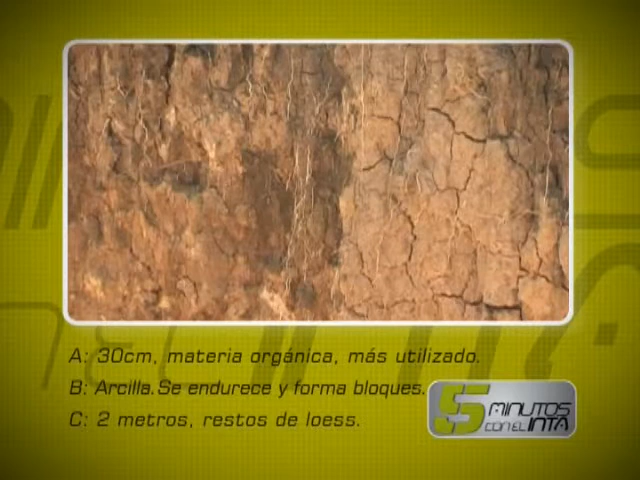 A: 30cm, materia orgánica, más utilizado.
B: Arcilla. Se endurece y forma bloques.
C: 2 metros, restos de loess.
5 MINUTOS
CON EL INTA